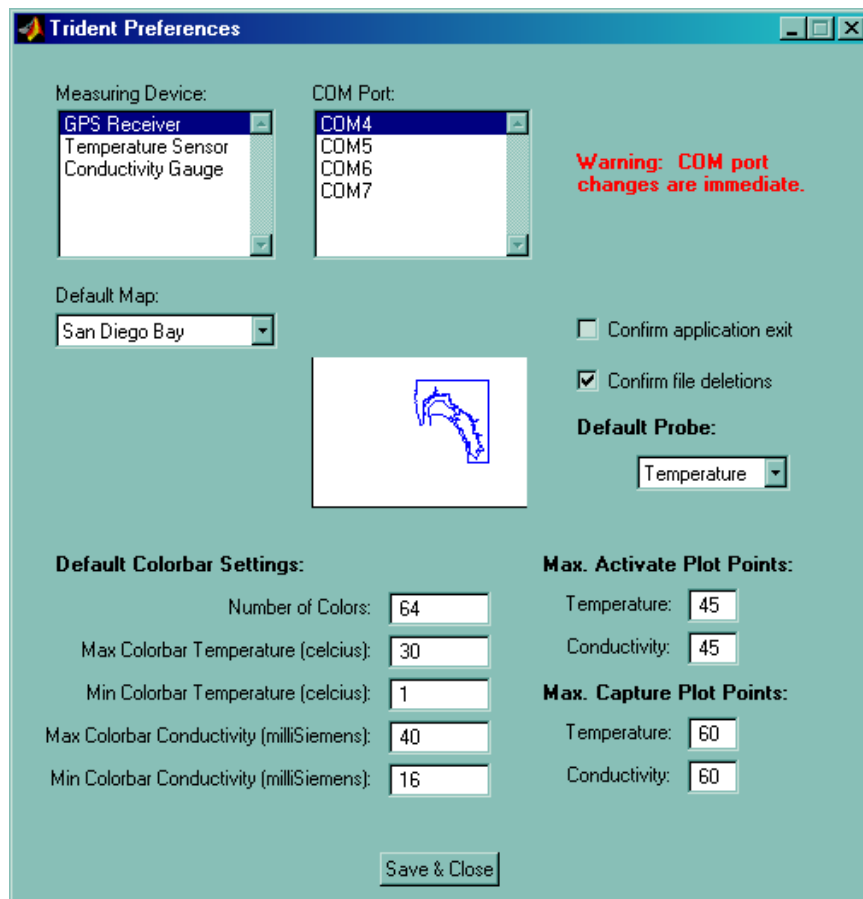 Trident Preferences
Measuring Device:
GPS Receiver
Temperature Sensor
Conductivity Gauge
COM Port:
COM4
COM5
COM6
COM7
Warning: COM port
changes are immediate.
Default Map:
San Diego Bay
Confirm application exit
Confirm file deletions
Default Probe:
Temperature
Default Colorbar Settings:
Number of Colors: 64
Max Colorbar Temperature (celcius): 30
Min Colorbar Temperature (celcius): 1
Max Colorbar Conductivity (milliSiemens): 40
Min Colorbar Conductivity (milliSiemens): 16
Max. Activate Plot Points:
Temperature: 45
Conductivity: 45
Max. Capture Plot Points:
Temperature: 60
Conductivity: 60
Save & Close